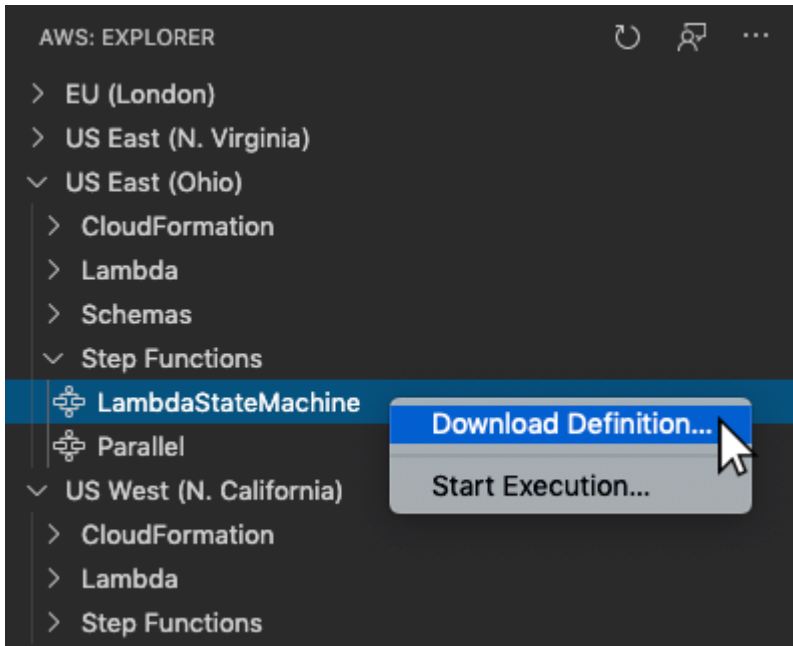 AWS: EXPLORER
EU (London)
US East (N. Virginia)
US East (Ohio)
CloudFormation
Lambda
Schemas
Step Functions
LambdaStateMachine
Download Definition...
Parallel
Start Execution...
US West (N. California)
CloudFormation
Lambda
Step Functions